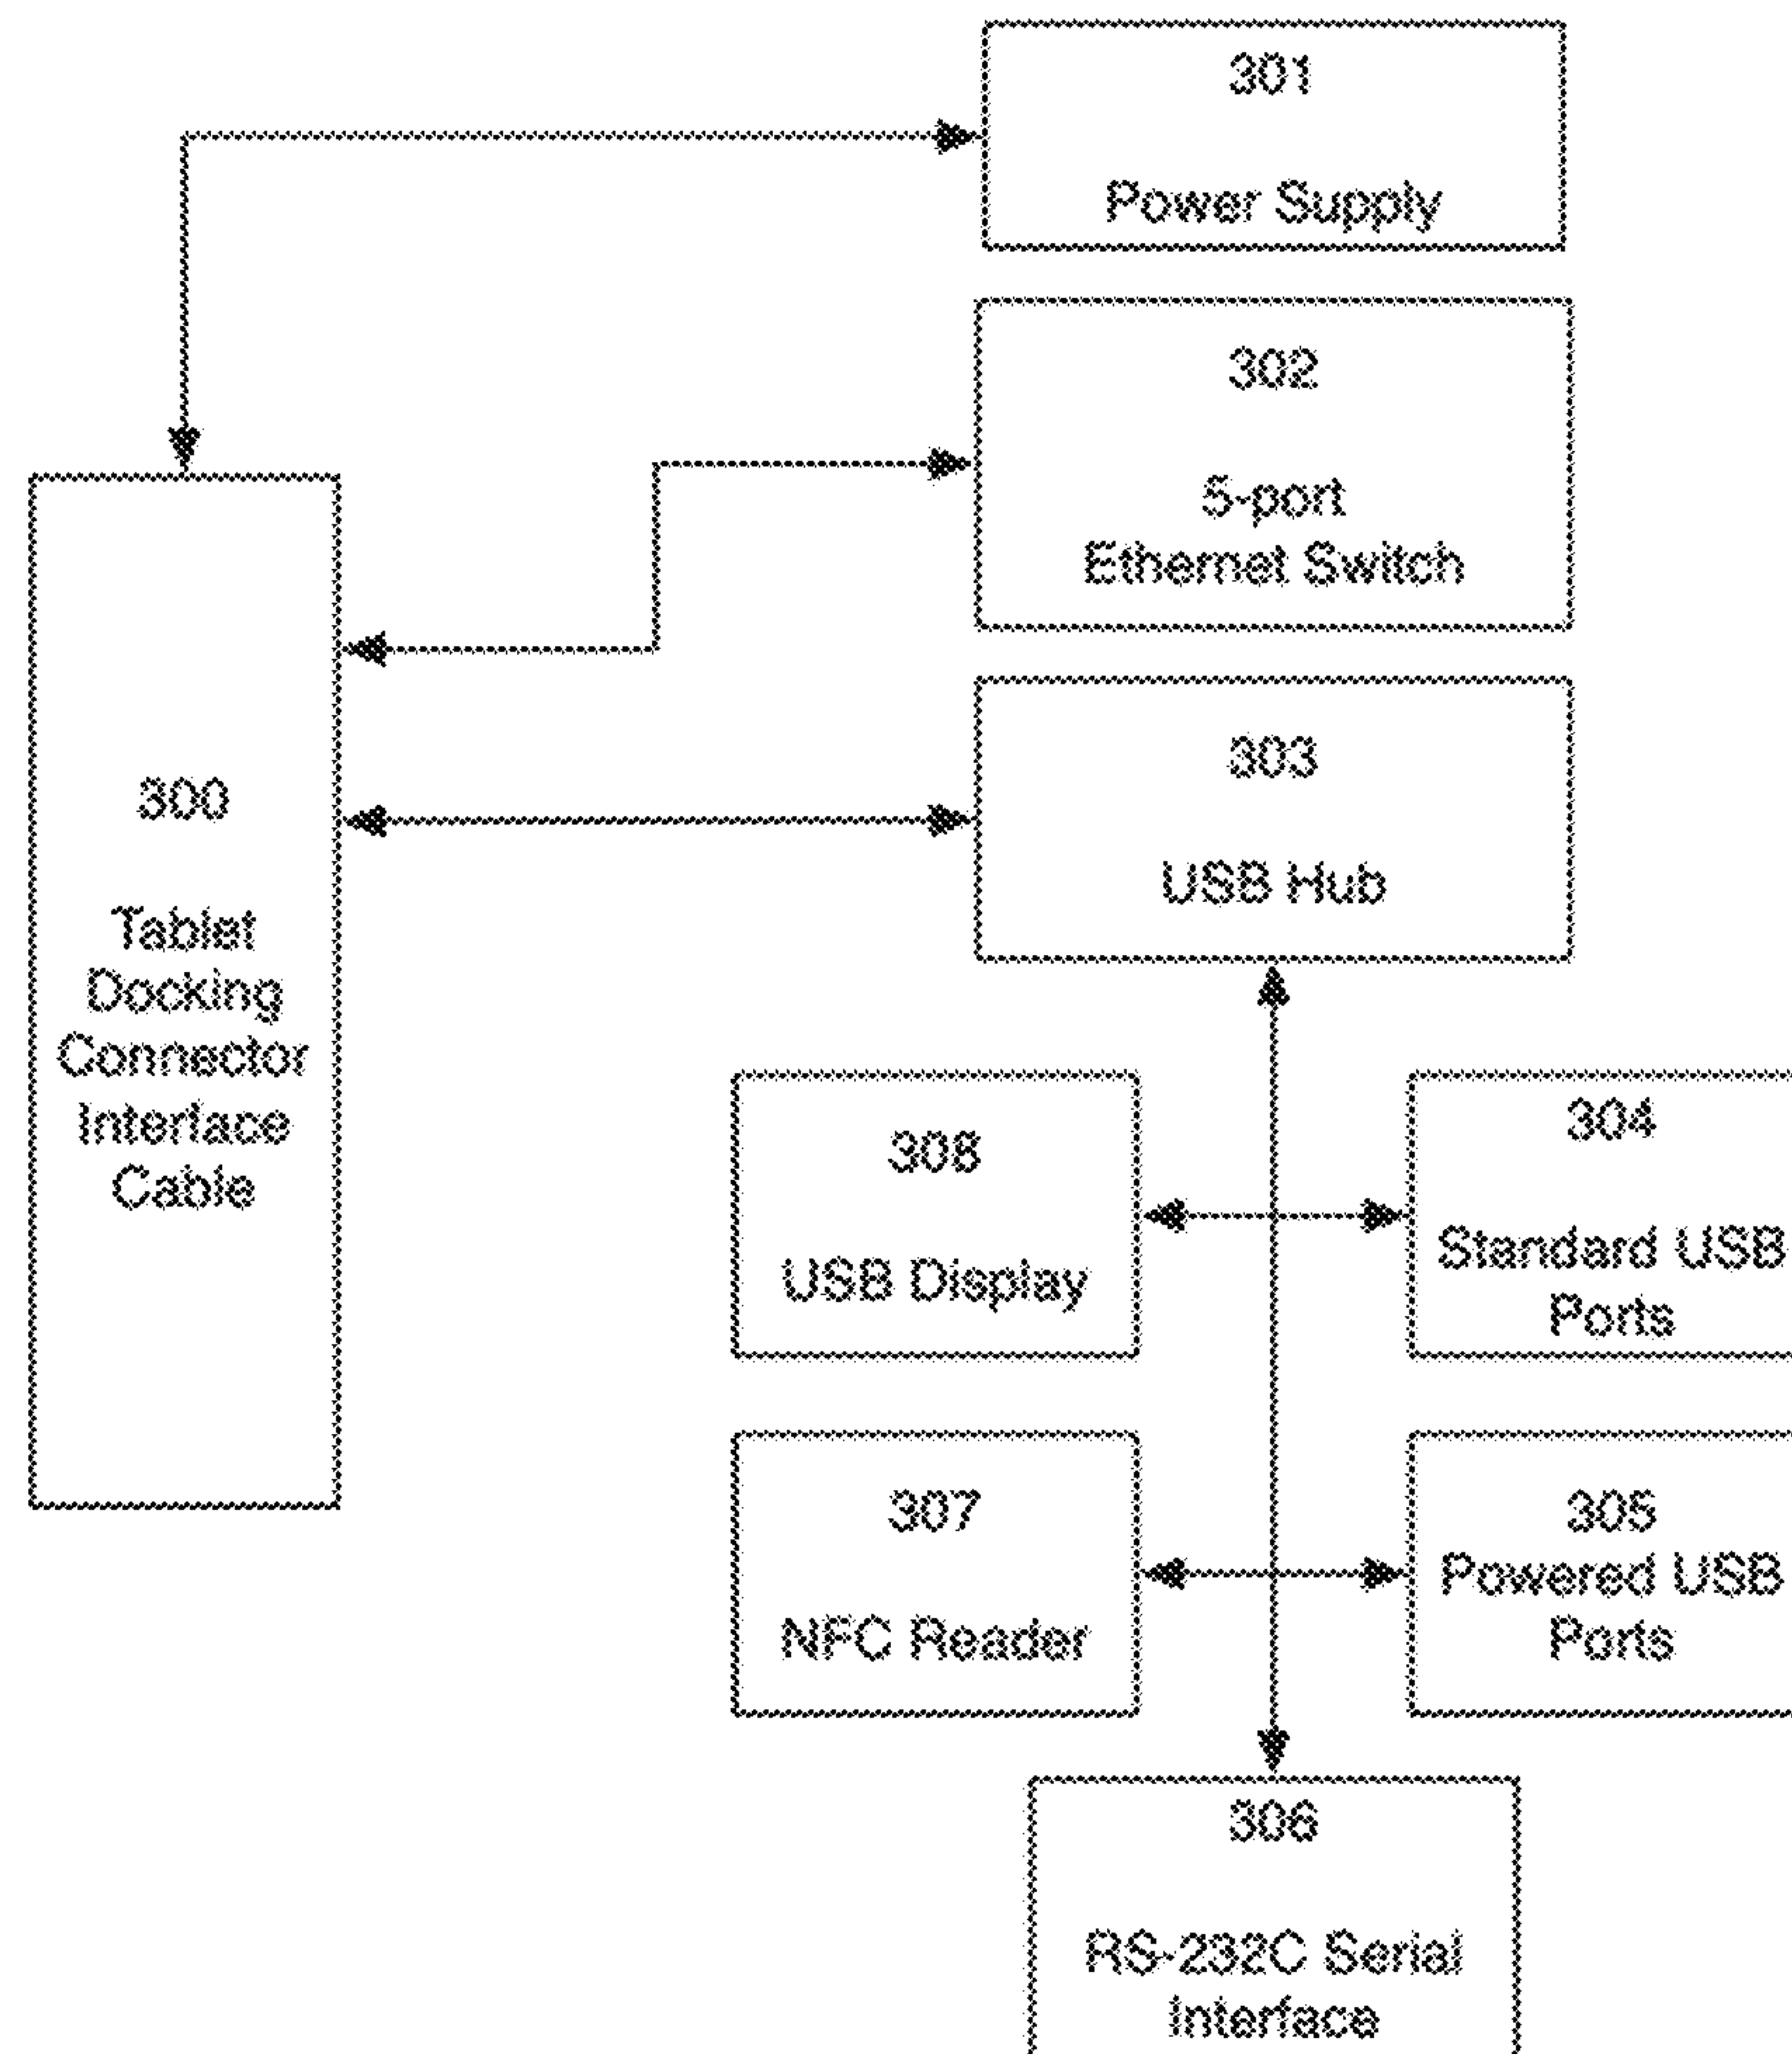 301
Power Supply
302
5-port
Ethernet Switch
303
USB Hub
300
Tablet
Docking
Connector
Interface
Cable
308
USB Display
304
Standard USB
Ports
307
NFC Reader
305
Powered USB
Ports
306
RS-232C Serial
Interface